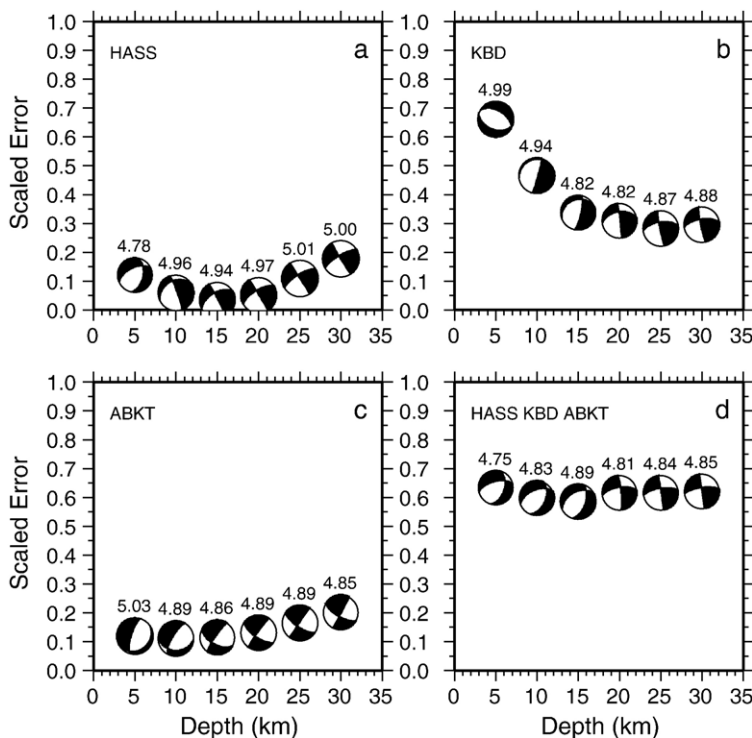 1.0 a 1.0 b
HASS KBD
0.9 0.9
0.8 0.8
0.7 0.7
4.99
0.6 0.6
4.94
0.5 0.5
4.82 4.82 4.87 4.88
0.4 0.4
0.3 0.3
4.78 4.96 4.94 4.97 5.01 5.00
0.2 0.2
0.1 0.1
0.0 0.0
Scaled Error
0 5 10 15 20 25 30 35 0 5 10 15 20 25 30 35
1.0 1.0
0.9 0.9
ABKT c HASS KBD ABKT d
0.8 0.8
4.75 4.83 4.89 4.81 4.84 4.85
0.7 0.7
0.6 0.6
0.5 0.5
0.4 0.4
0.3 0.3
5.03 4.89 4.86 4.89 4.89 4.85
0.2 0.2
0.1 0.1
0.0 0.0
Scaled Error
0 5 10 15 20 25 30 35 0 5 10 15 20 25 30 35
Depth (km) Depth (km)